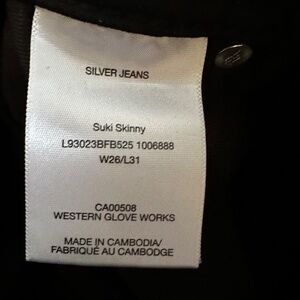 SILVER JEANS
Suki Skinny
L93023BFB525 1006888
W26/L31
CA00508
WESTERN GLOVE WORKS
MADE IN CAMBODIA/
FABRIQUÉ AU CAMBODGE